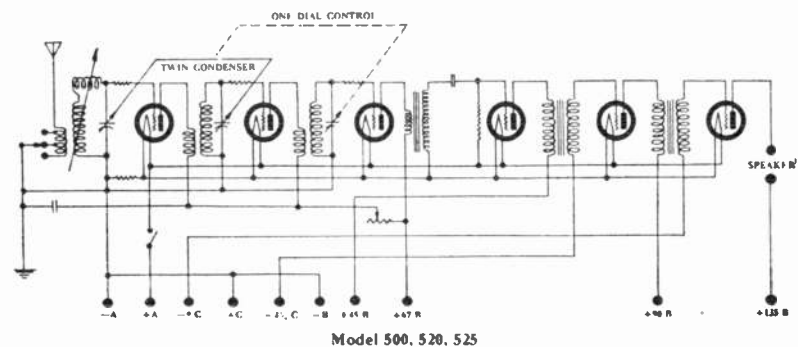 ONE DIAL CONTROL
TWIN CONDENSER
SPEAKER
—A +A —C +C C —B +45 B +67 B +90 B +135 B
Model 500, 520, 525